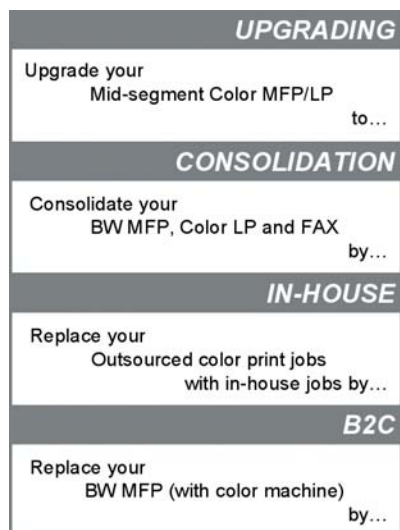 UPGRADING
Upgrade your
Mid-segment Color MFP/LP
to...
CONSOLIDATION
Consolidate your
BW MFP, Color LP and FAX
by...
IN-HOUSE
Replace your
Outsourced color print jobs
with in-house jobs by...
B2C
Replace your
BW MFP (with color machine)
by...